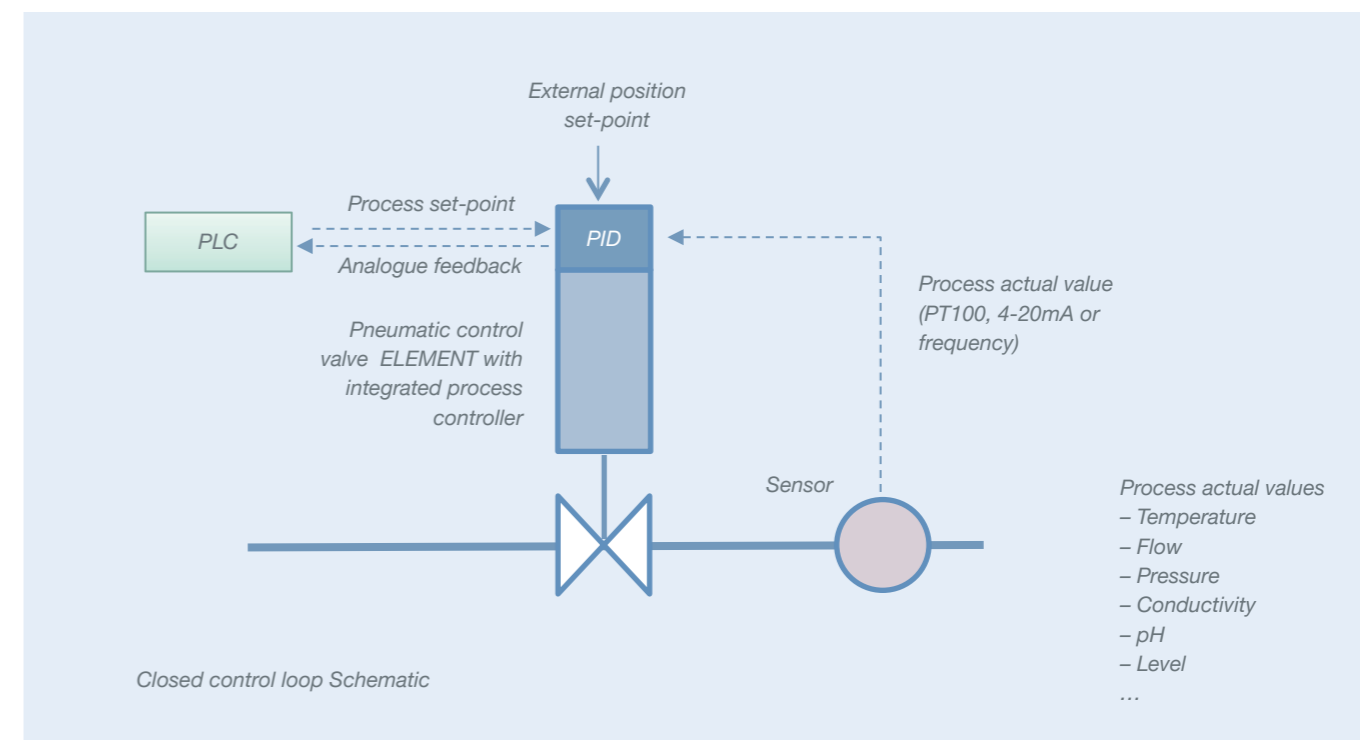 External position
set-point
Process set-point
PLC
PID
Analogue feedback
Process actual value
(PT100, 4-20mA or
frequency)
Pneumatic control
valve ELEMENT with
integrated process
controller
Sensor
Process actual values
– Temperature
– Flow
– Pressure
– Conductivity
– pH
– Level
…
Closed control loop Schematic